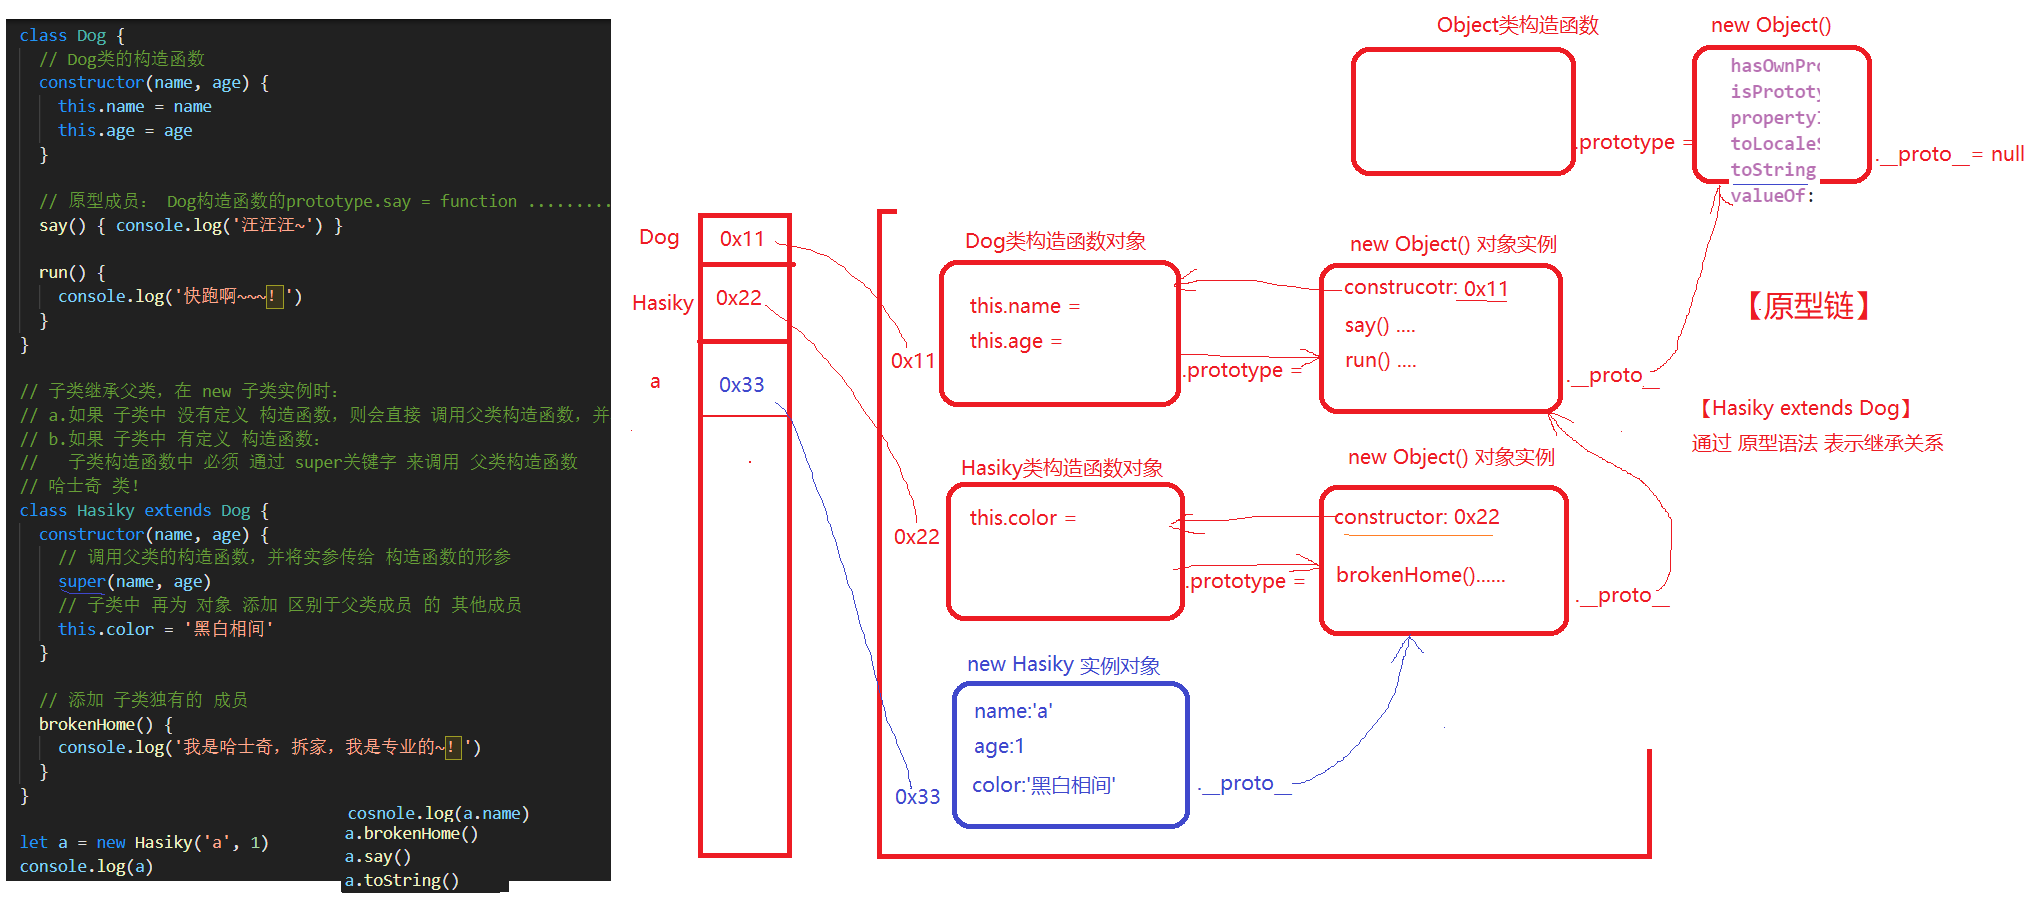 class Dog {
// Dog类的构造函数
constructor(name, age) {
this.name = name
this.age = age
}
// 原型成员： Dog构造函数的prototype.say = function .........
say() { console.log('汪汪汪~') }
run() {
console.log('快跑啊~~~！')
}
}
// 子类继承父类，在 new 子类实例时：
// a.如果 子类中 没有定义 构造函数，则会直接 调用父类构造函数，并
// b.如果 子类中 有定义 构造函数：
// 子类构造函数中 必须 通过 super关键字 来调用 父类构造函数
// 哈士奇 类！
class Hasiky extends Dog {
constructor(name, age) {
// 调用父类的构造函数，并将实参传给 构造函数的形参
super(name, age)
// 子类中 再为 对象 添加 区别于父类成员 的 其他成员
this.color = '黑白相间'
}
// 添加 子类独有的 成员
brokenHome() {
console.log('我是哈士奇，拆家，我是专业的~！')
}
}
let a = new Hasiky('a', 1)
console.log(a)
cosnole.log(a.name)
a.brokenHome()
a.say()
a.toString()
Dog
0x11
Hasiky
0x22
a
0x33
0x11
0x22
0x33
Dog类构造函数对象
this.name =
this.age =
.prototype =
new Object() 对象实例
construcotr: 0x11
say() ....
run() ....
.__proto__
Hasiky类构造函数对象
this.color =
.prototype =
new Object() 对象实例
constructor: 0x22
brokenHome()......
.__proto__
new Hasiky 实例对象
name:'a'
age:1
color:'黑白相间'
.__proto__
Object类构造函数
.prototype =
new Object()
hasOwnPr
isPrototy
property
toLocale
toString
valueOf:
.__proto__= null
【原型链】
【Hasiky extends Dog】
通过 原型语法 表示继承关系